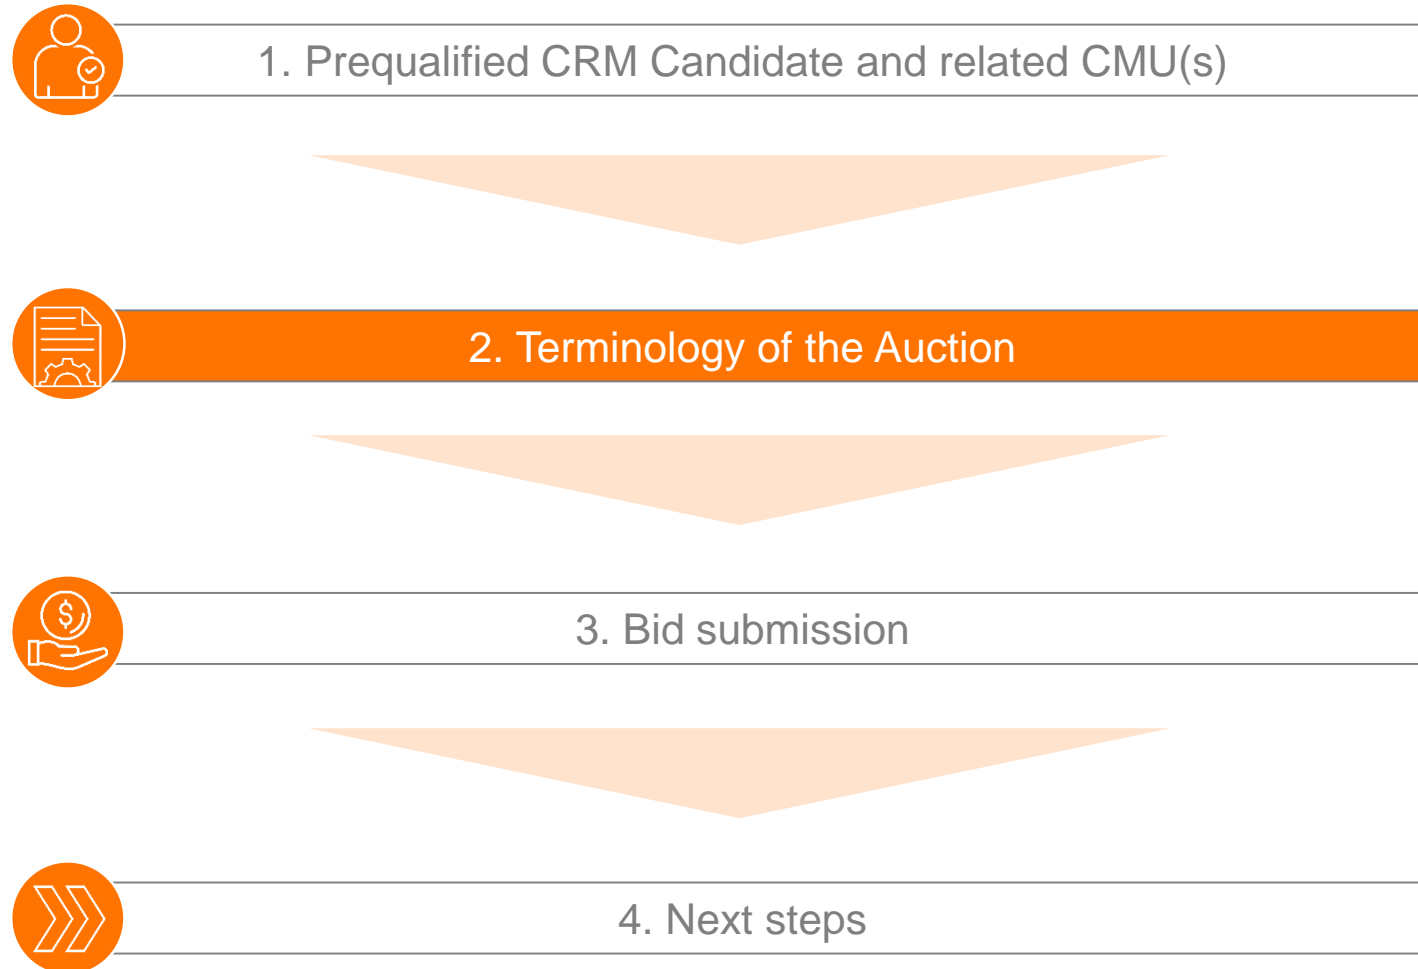 1. Prequalified CRM Candidate and related CMU(s)
2. Terminology of the Auction
$
3. Bid submission
4. Next steps